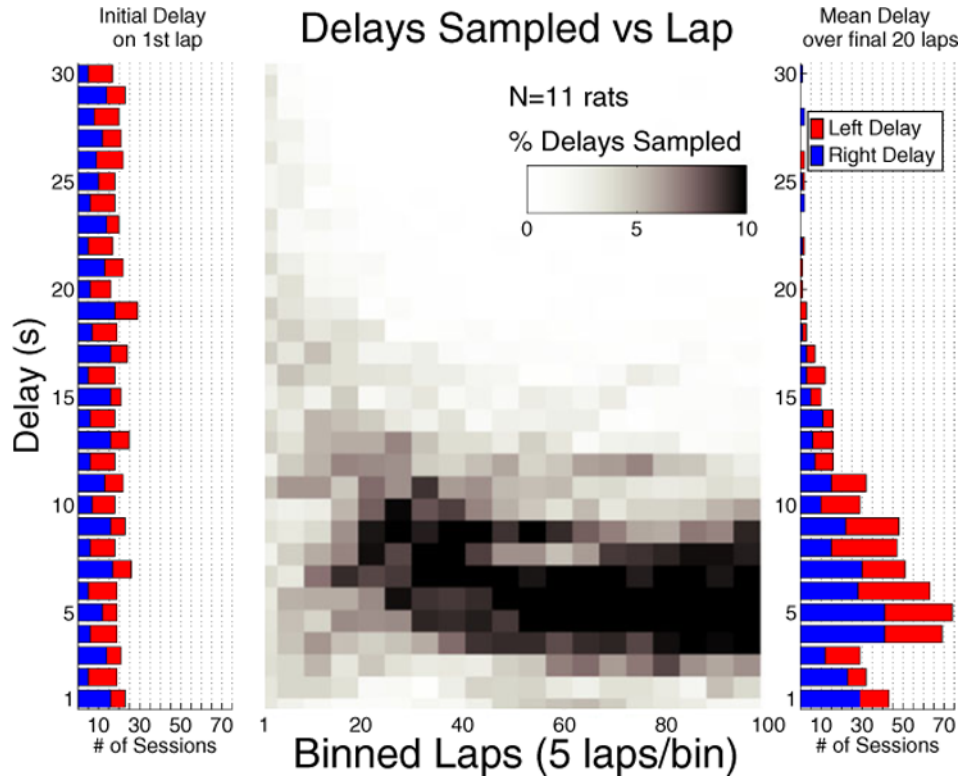 Initial Delay
on 1st lap
Delays Sampled vs Lap
Mean Delay
over final 20 laps
N=11 rats
% Delays Sampled
0 5 10
Left Delay
Right Delay
Delay (s)
30
25
20
15
10
5
1
30
25
20
15
10
5
1
10 30 50 70
# of Sessions
1 20 40 60 80 100
Binned Laps (5 laps/bin)
10 30 50 70
# of Sessions